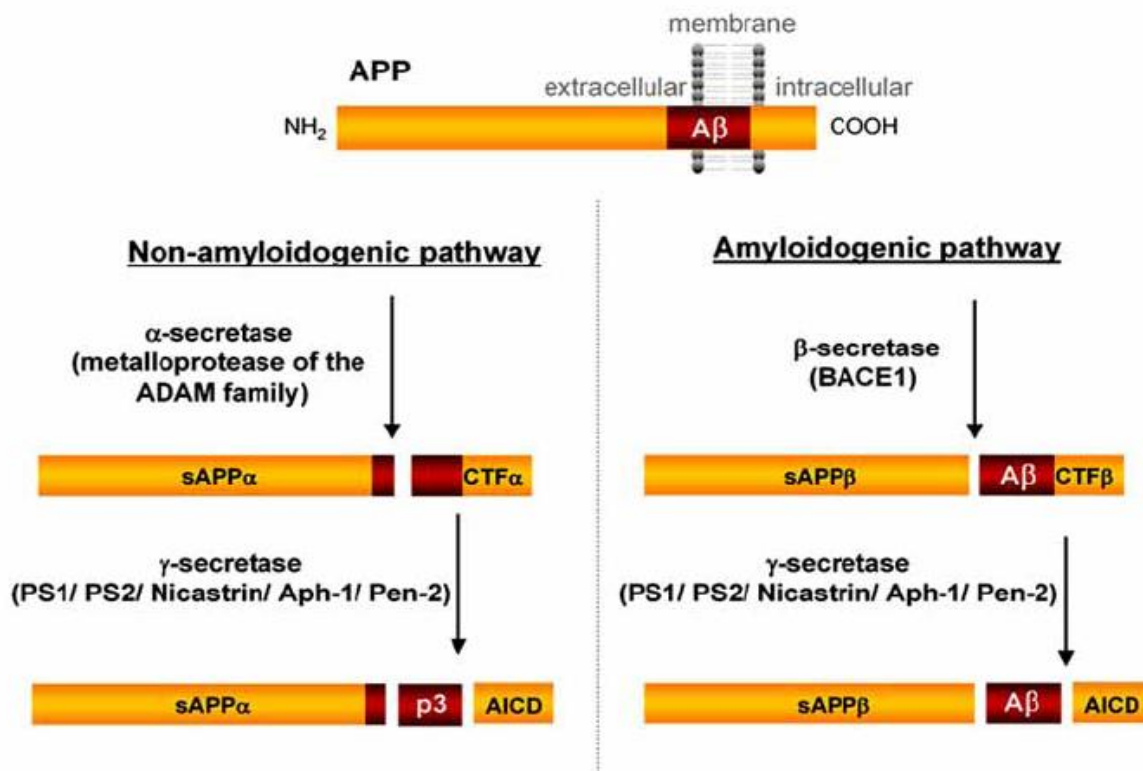 membrane
APP
extracellular
intracellular
NH2
Aβ
COOH
Non-amyloidogenic pathway
α-secretase
(metalloprotease of the
ADAM family)
sAPPα
CTFα
γ-secretase
(PS1/ PS2/ Nicastrin/ Aph-1/ Pen-2)
sAPPα
p3
AICD
Amyloidogenic pathway
β-secretase
(BACE1)
sAPPβ
Aβ
CTFβ
γ-secretase
(PS1/ PS2/ Nicastrin/ Aph-1/ Pen-2)
sAPPβ
Aβ
AICD